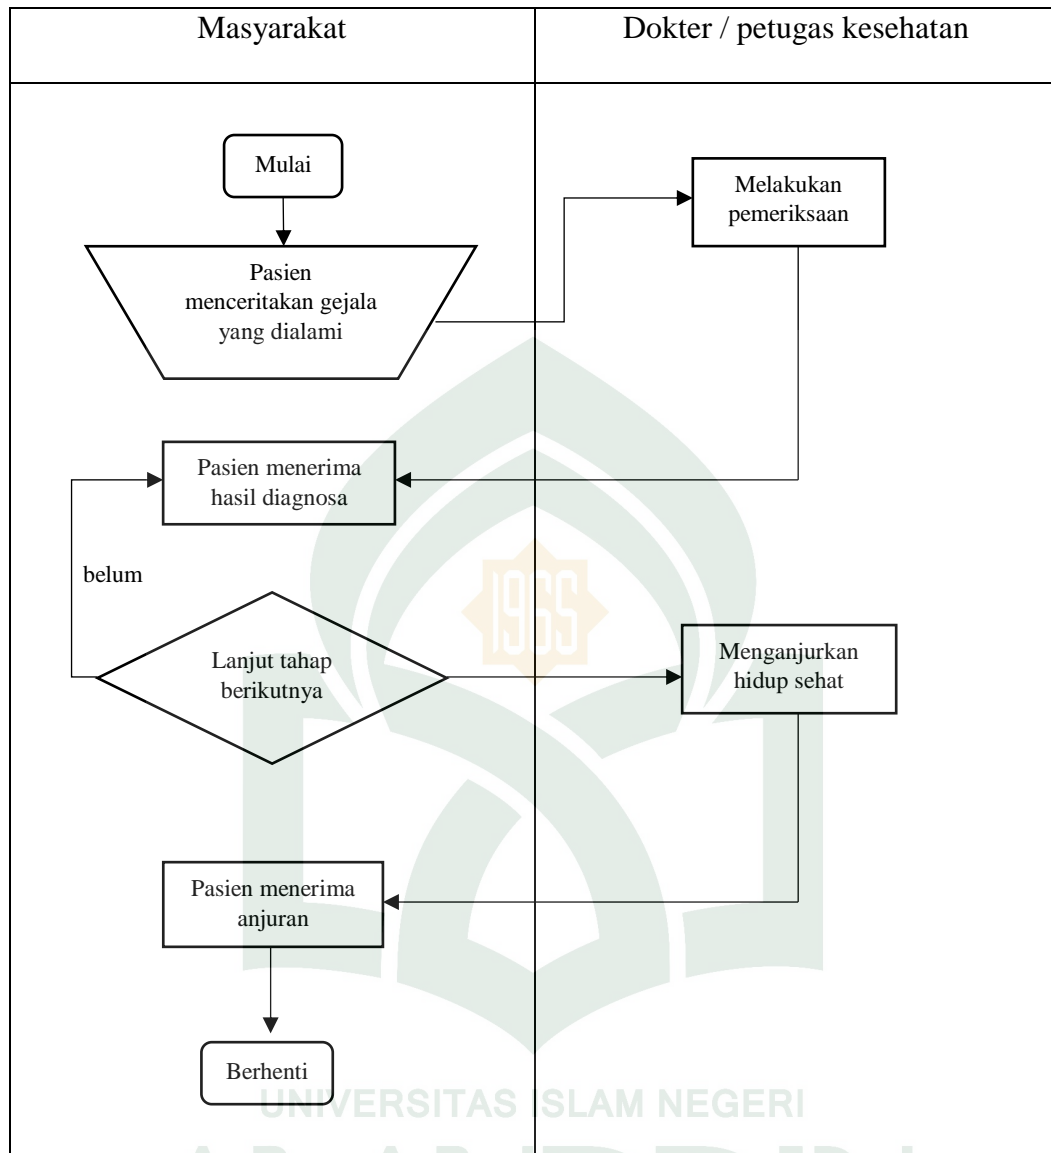 Masyarakat
Dokter / petugas kesehatan
Mulai
Melakukan
pemeriksaan
Pasien
menceritakan gejala
yang dialami
Pasien menerima
hasil diagnosa
belum
1965
Lanjut tahap
berikutnya
Menganjurkan
hidup sehat
Pasien menerima
anjuran
Berhenti
UNIVERSITAS ISLAM NEGERI